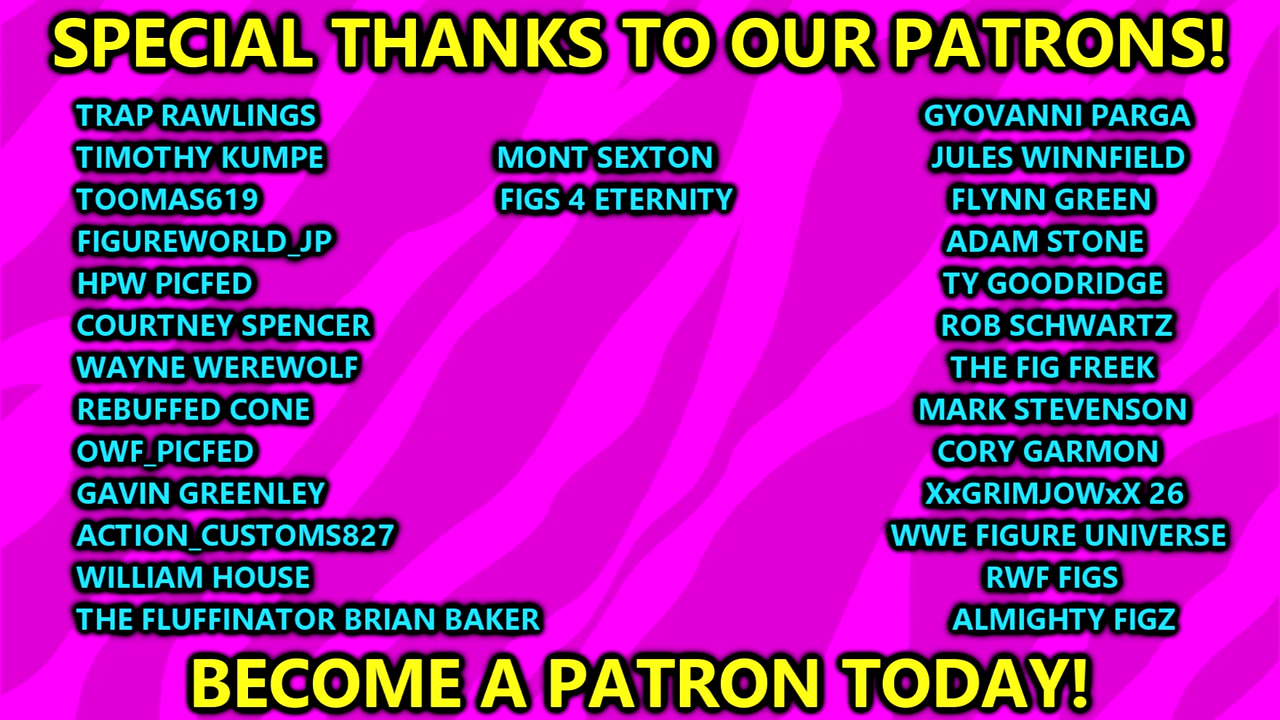 SPECIAL THANKS TO OUR PATRONS!
TRAP RAWLINGS
TIMOTHY KUMPE
TOOMAS619
FIGUREWORLD_JP
HPW PICFED
COURTNEY SPENCER
WAYNE WEREWOLF
REBUFFED CONE
OWF_PICFED
GAVIN GREENLEY
ACTION_CUSTOMS827
WILLIAM HOUSE
THE FLUFFINATOR BRIAN BAKER
MONT SEXTON
FIGS 4 ETERNITY
GYOVANNI PARGA
JULES WINNFIELD
FLYNN GREEN
ADAM STONE
TY GOODRIDGE
ROB SCHWARTZ
THE FIG FREEK
MARK STEVENSON
CORY GARMON
XxGRIMJOWxX 26
WWE FIGURE UNIVERSE
RWF FIGS
ALMIGHTY FIGZ
BECOME A PATRON TODAY!